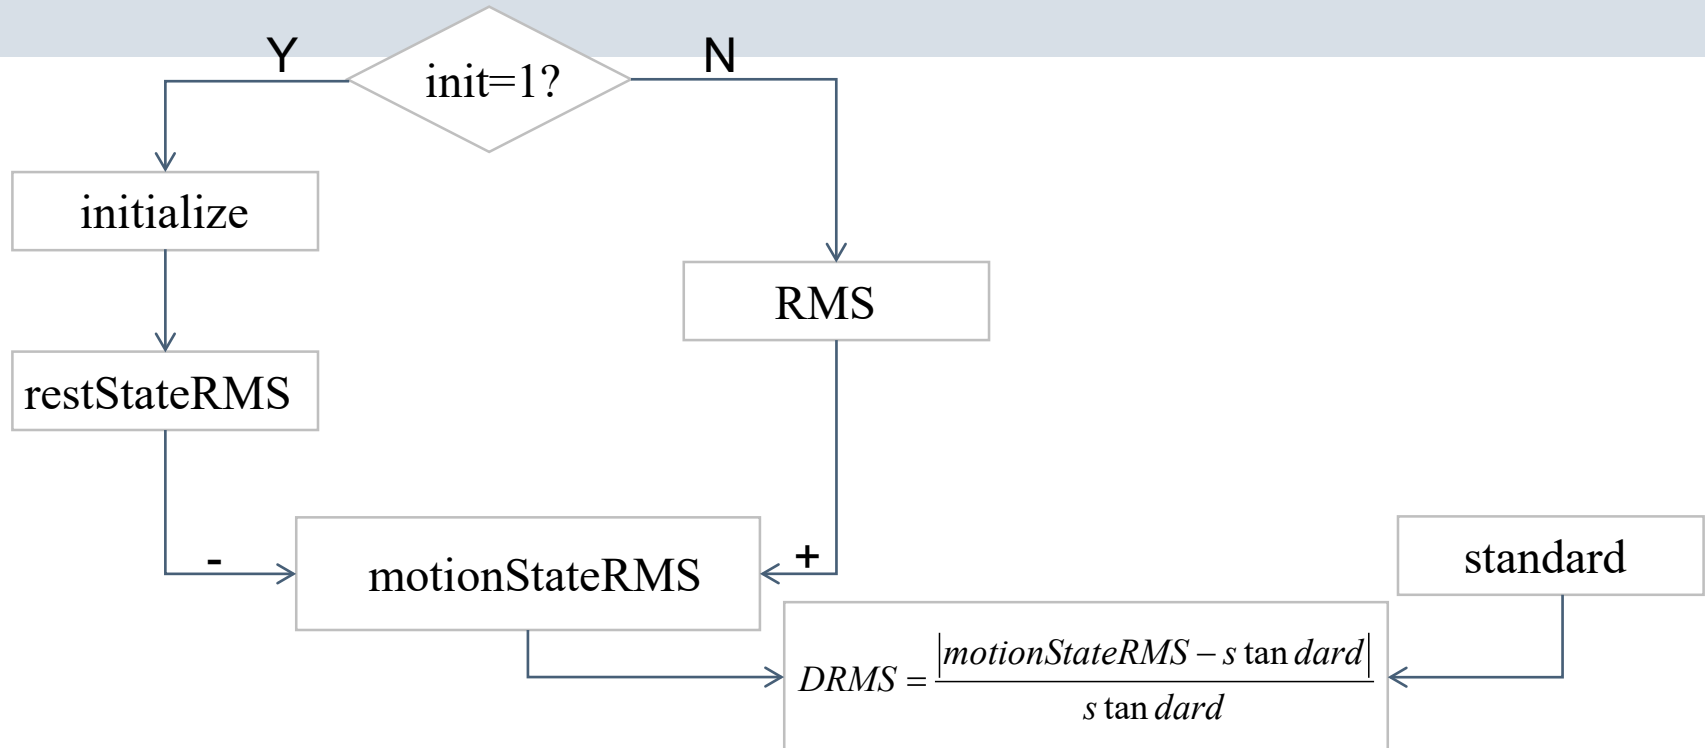 Y
N
init=1?
initialize
RMS
restStateRMS
-
+
motionStateRMS
standard
DRMS = |motionStateRMS − s tan dard| / s tan dard